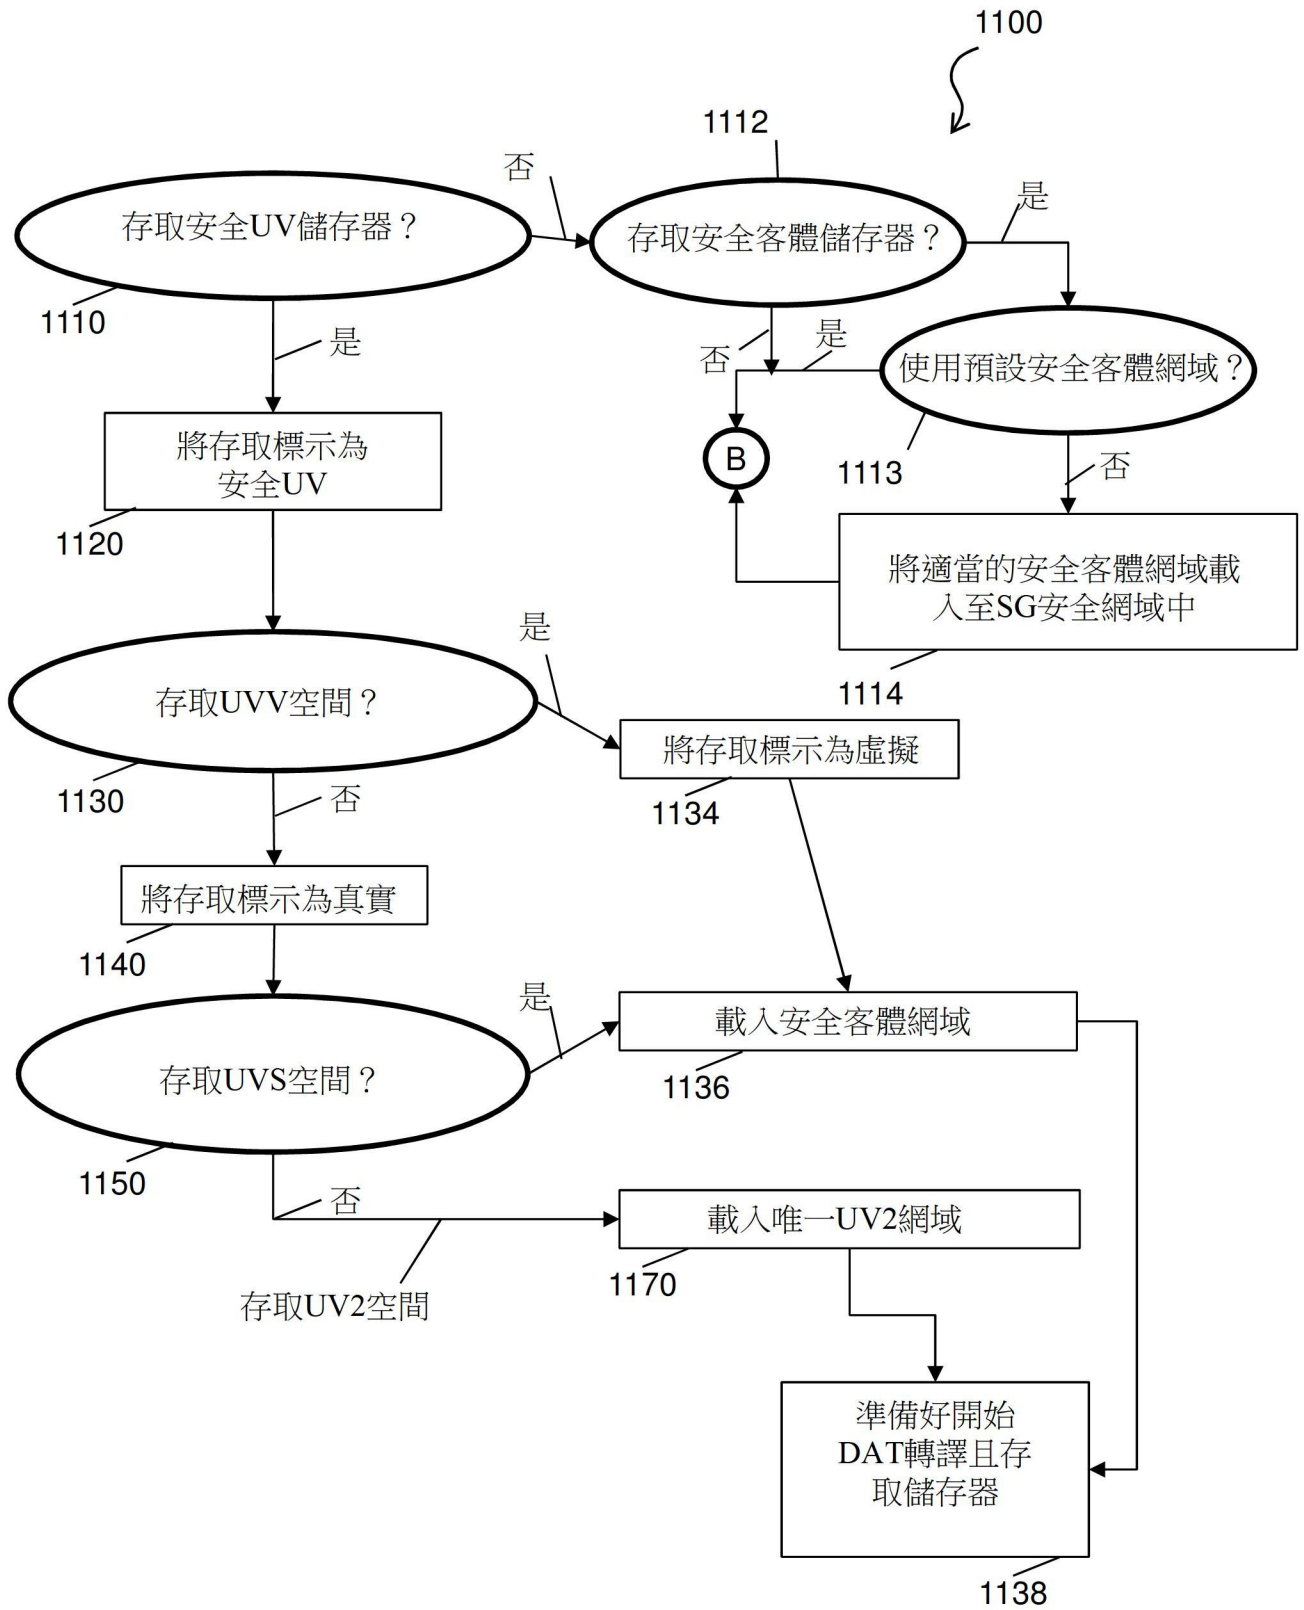 1100
1112
否
是
存取安全UV儲存器？
存取安全客體儲存器？
1110
是
否
是
使用預設安全客體網域？
將存取標示為
安全UV
B
1113
否
1120
將適當的安全客體網域載
入至SG安全網域中
是
1114
存取UVV空間？
將存取標示為虛擬
1130
否
1134
將存取標示為真實
1140
是
載入安全客體網域
存取UVS空間？
1136
1150
否
載入唯一UV2網域
1170
存取UV2空間
準備好開始
DAT轉譯且存
取儲存器
1138